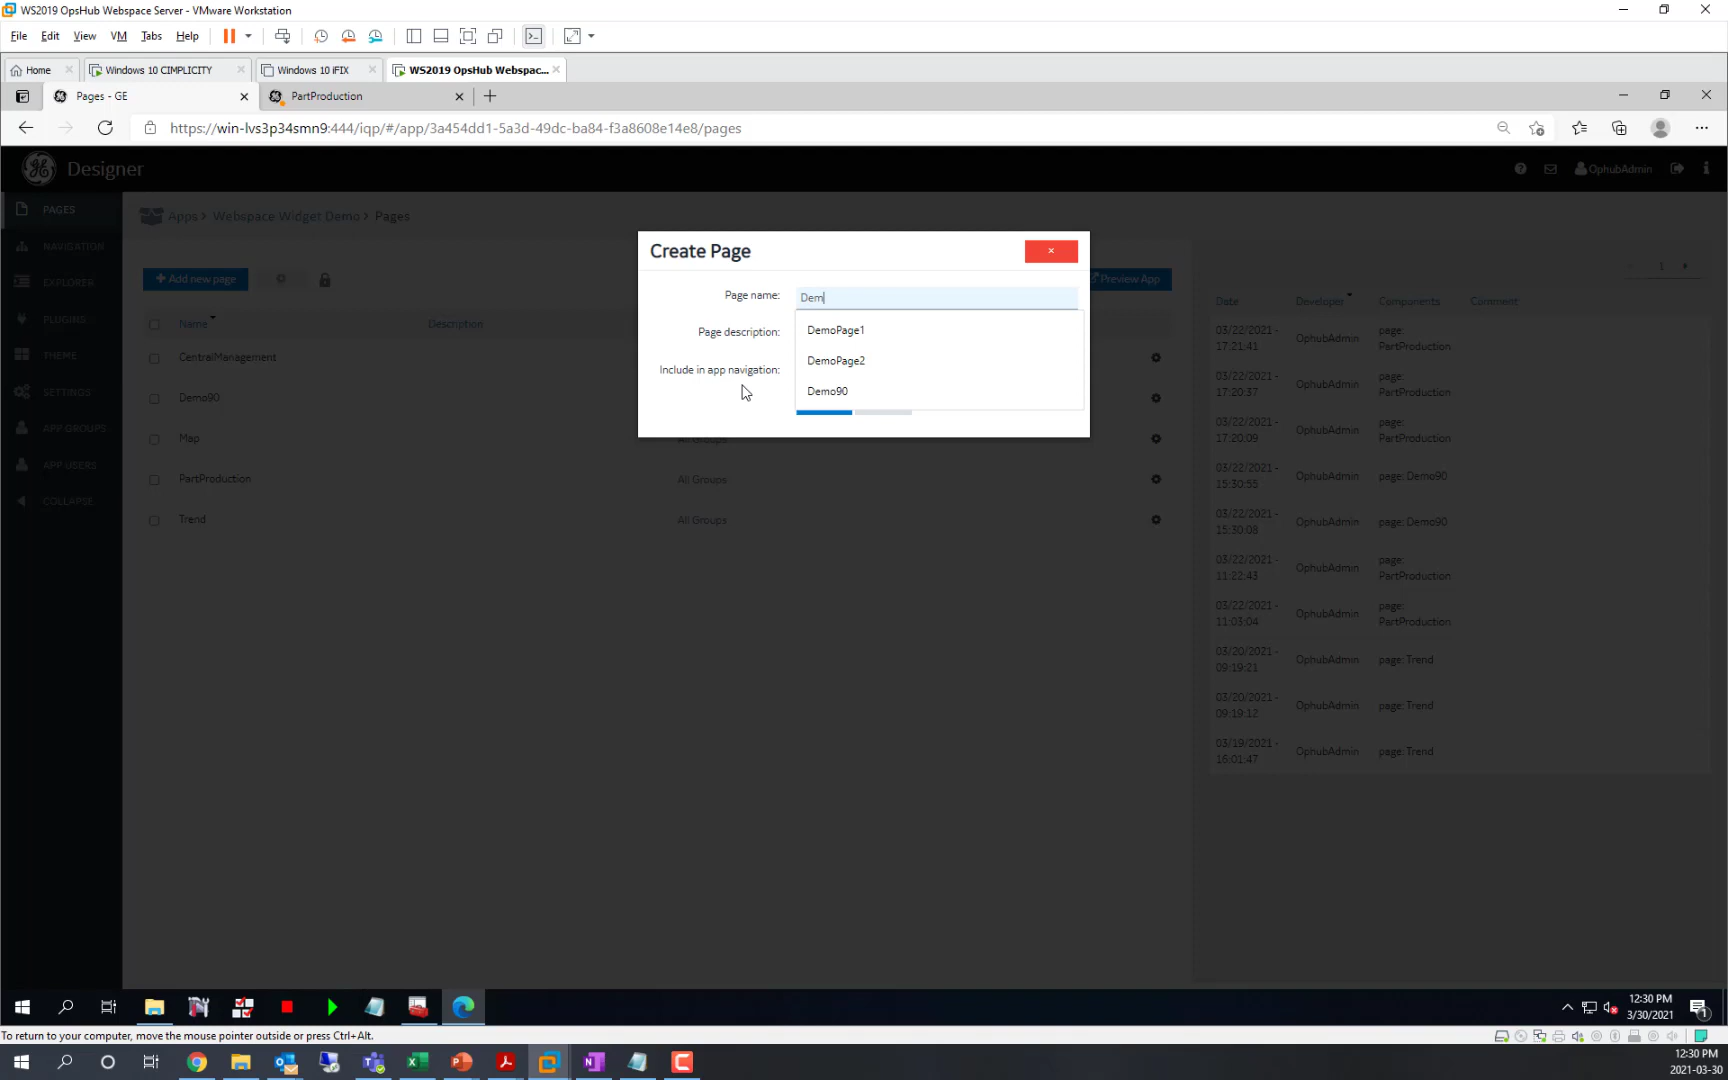 WS2019 OpsHub Webspace Server - VMware Workstation
File Edit View VM Tabs Help
Home Windows 10 CIMPLICITY Windows 10 iFIX WS2019 OpsHub Webspac...
Pages - GE PartProduction
https://win-lvs3p34smn9:444/iqp/#/app/3a454dd1-5a3d-49dc-ba84-f3a8608e14e8/pages
Designer OphubAdmin
PAGES
NAVIGATION
EXPLORER
PLUGINS
THEME
SETTINGS
APP GROUPS
APP USERS
COLLAPSE
Apps > Webspace Widget Demo > Pages
Add new page
Preview App
Name Description
CentralManagement
Demo90
Map All Groups
PartProduction All Groups
Trend All Groups
Create Page
Page name: Dem
Page description:
Include in app navigation:
DemoPage1
DemoPage2
Demo90
1
Date Developer Components Comment
03/22/2021 - 17:21:41 OphubAdmin page: PartProduction
03/22/2021 - 17:20:37 OphubAdmin page: PartProduction
03/22/2021 - 17:20:09 OphubAdmin page: PartProduction
03/22/2021 - 15:30:55 OphubAdmin page: Demo90
03/22/2021 - 15:30:08 OphubAdmin page: Demo90
03/22/2021 - 11:22:43 OphubAdmin page: PartProduction
03/22/2021 - 11:03:04 OphubAdmin page: PartProduction
03/20/2021 - 09:19:21 OphubAdmin page: Trend
03/20/2021 - 09:19:12 OphubAdmin page: Trend
03/19/2021 - 16:01:47 OphubAdmin page: Trend
12:30 PM
3/30/2021
To return to your computer, move the mouse pointer outside or press Ctrl+Alt.
12:30 PM
2021-03-30